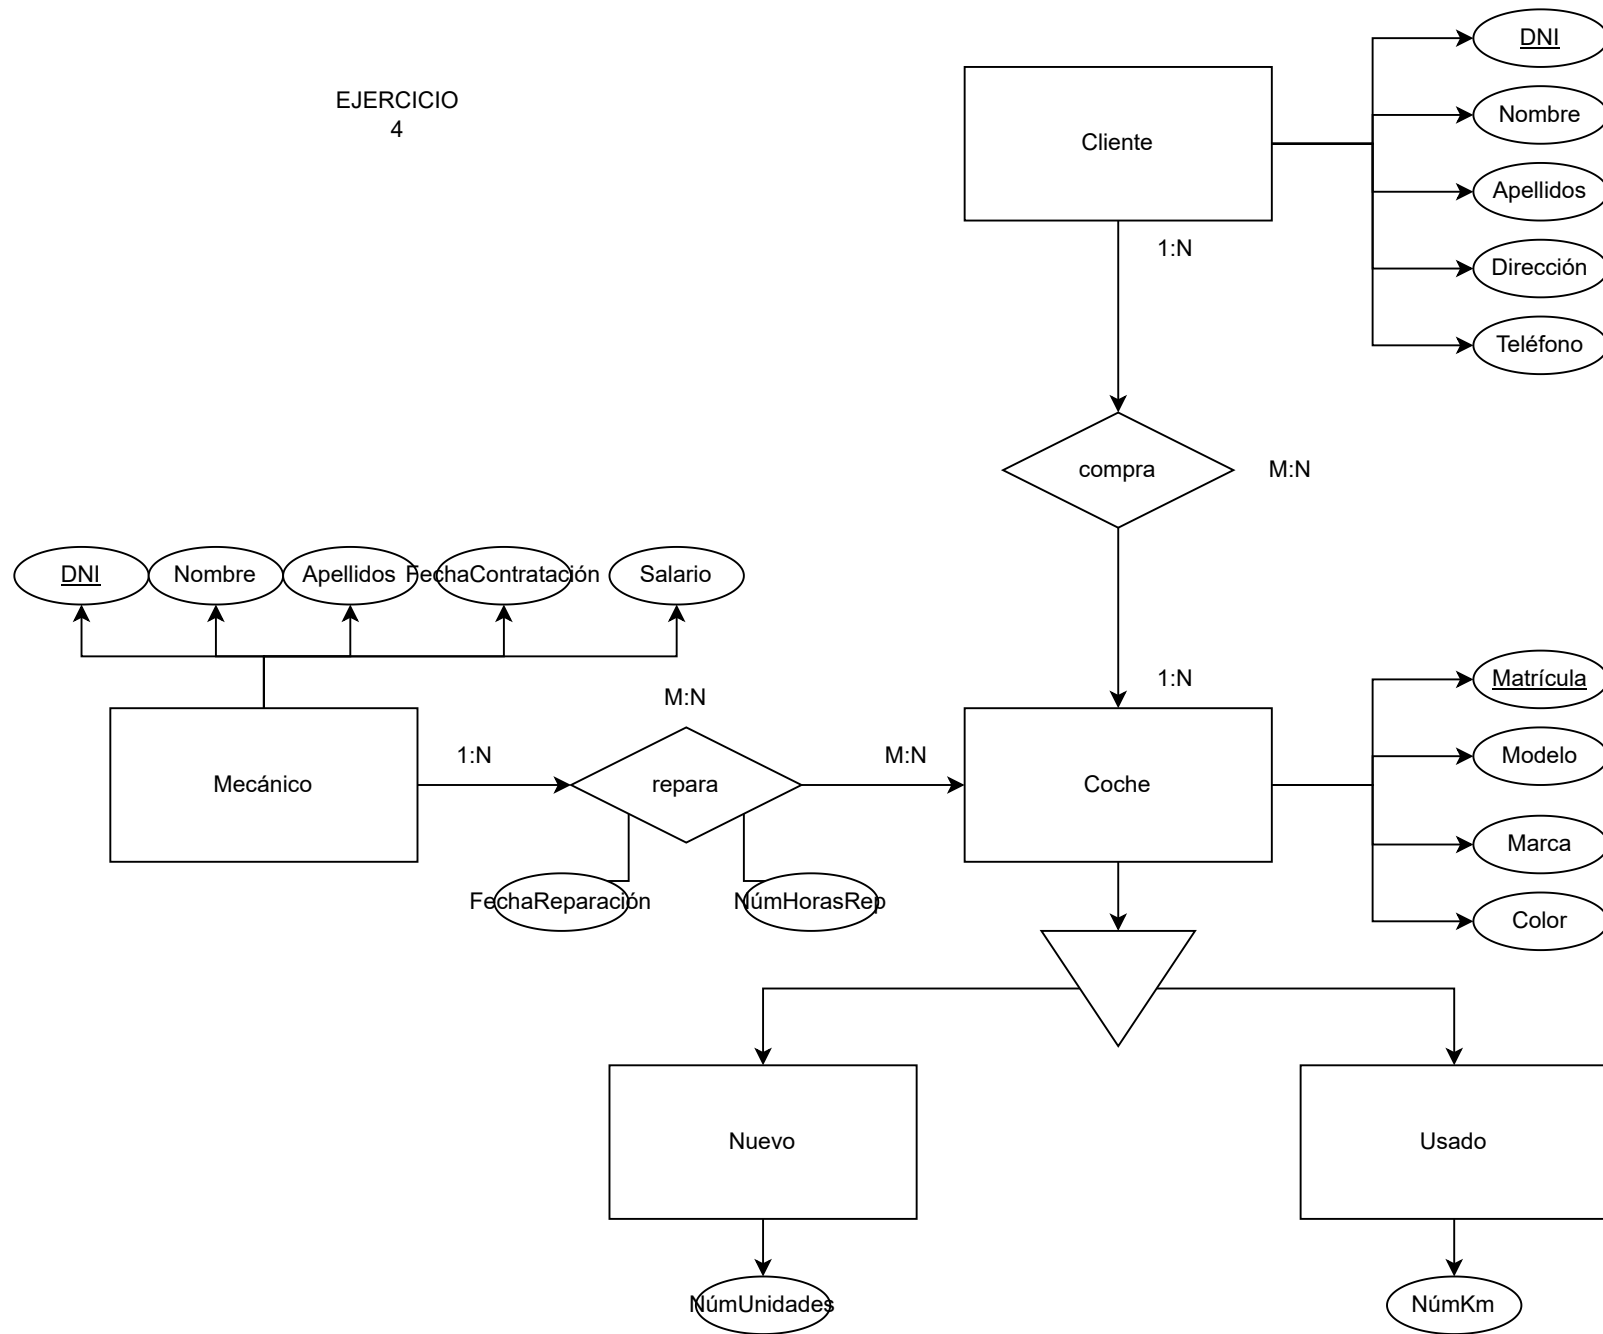 EJERCICIO
4
DNI
Nombre
Apellidos
Dirección
Teléfono
Cliente
1:N
compra
M:N
DNI
Nombre
Apellidos
FechaContratación
Salario
Mecánico
1:N
M:N
repara
M:N
FechaReparación
NúmHorasRep
1:N
Coche
Matrícula
Modelo
Marca
Color
Nuevo
Usado
NúmUnidades
NúmKm